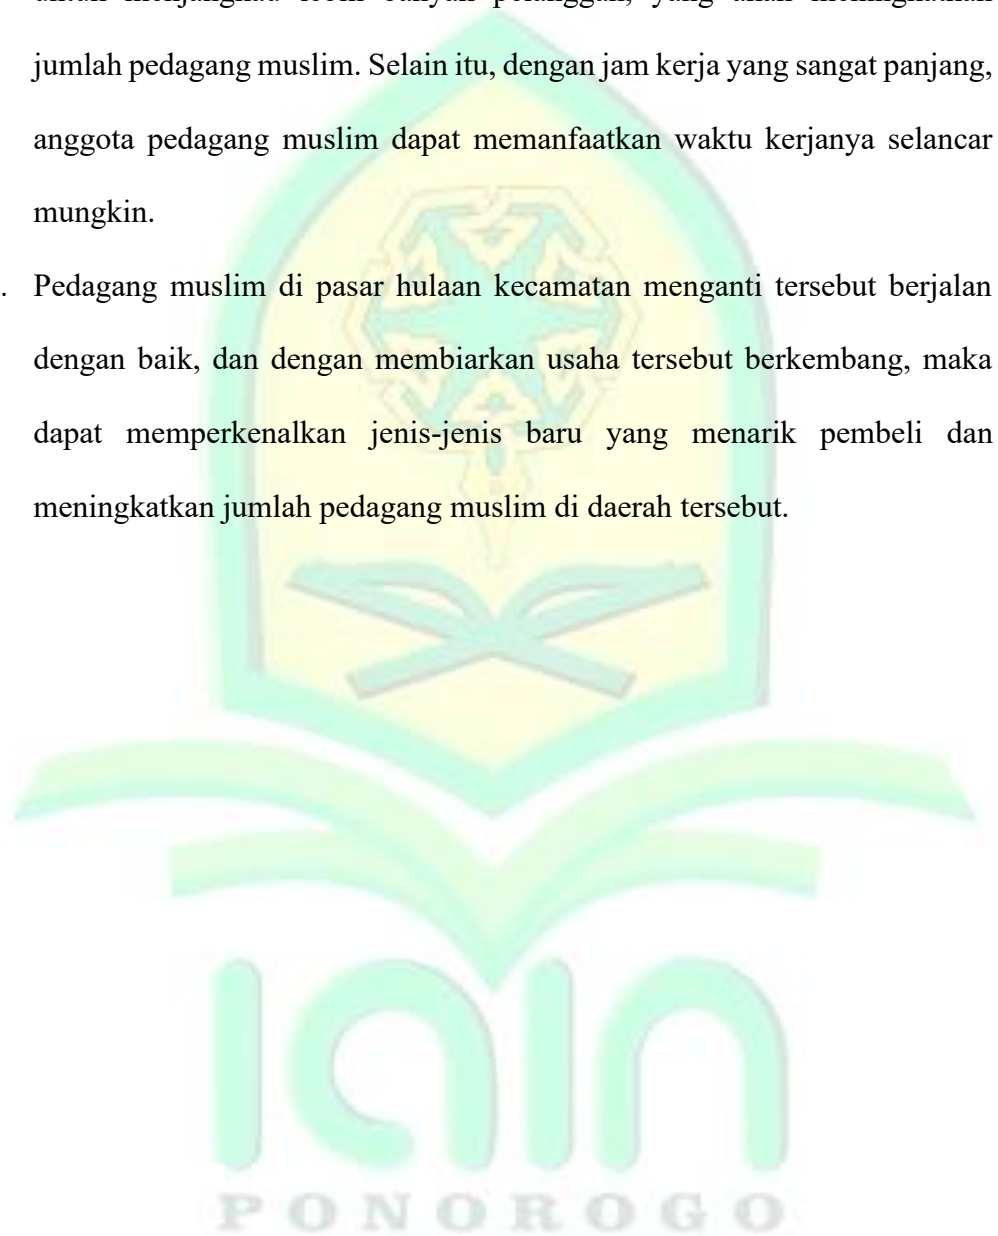 jumlah pedagang muslim. Selain itu, dengan jam kerja yang sangat panjang,
anggota pedagang muslim dapat memanfaatkan waktu kerjanya selancar
mungkin.
. Pedagang muslim di pasar hulaan kecamatan menganti tersebut berjalan
dengan baik, dan dengan membiarkan usaha tersebut berkembang, maka
dapat memperkenalkan jenis-jenis baru yang menarik pembeli dan
meningkatkan jumlah pedagang muslim di daerah tersebut.
iain
PONOROGO